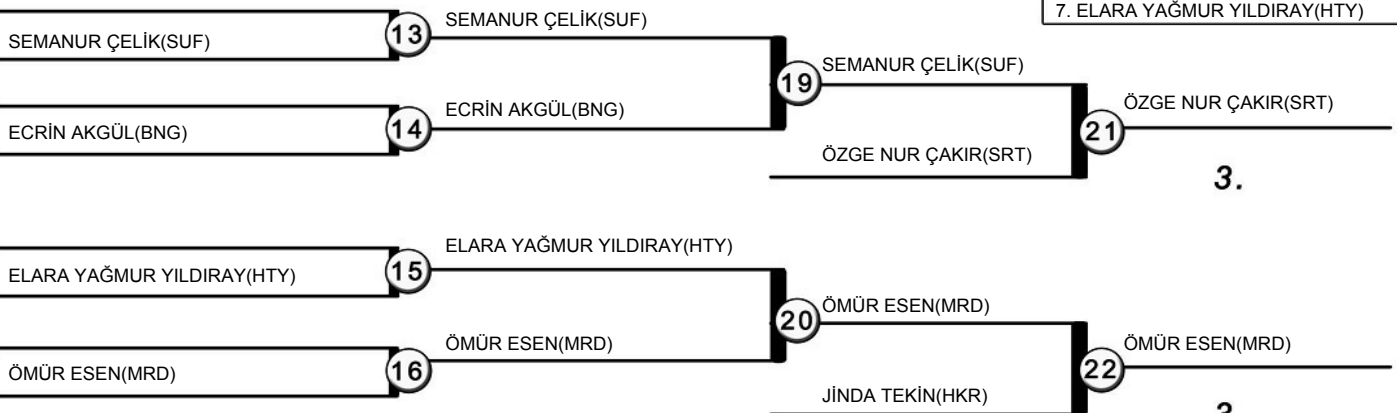 7. ELARA YAĞMUR YILDIRAY(HTY)
SEMANUR ÇELİK(SUF)
13
SEMANUR ÇELİK(SUF)
19
SEMANUR ÇELİK(SUF)
ECRİN AKGÜL(BNG)
14
ECRİN AKGÜL(BNG)
ÖZGE NUR ÇAKIR(SRT)
21
ÖZGE NUR ÇAKIR(SRT)
3.
ELARA YAĞMUR YILDIRAY(HTY)
15
ELARA YAĞMUR YILDIRAY(HTY)
20
ÖMÜR ESEN(MRD)
ÖMÜR ESEN(MRD)
16
ÖMÜR ESEN(MRD)
JİNDA TEKİN(HKR)
22
ÖMÜR ESEN(MRD)